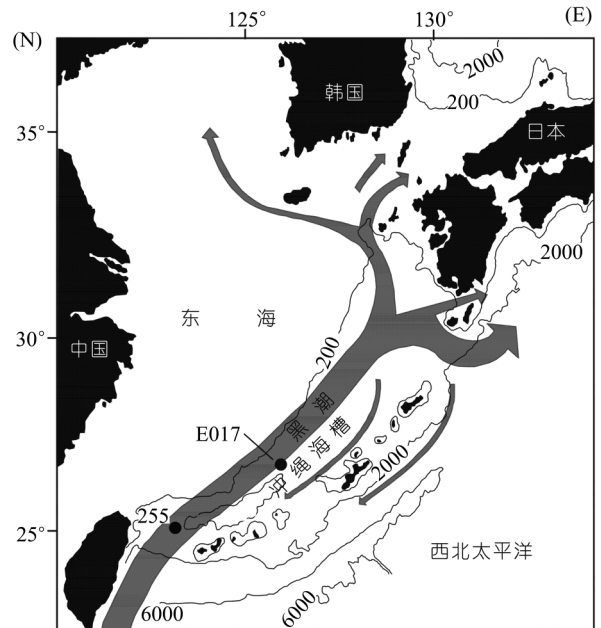 125°
130°
(E)
(N)
2000
韩国
200
35°
日本
2000
东海
30°
中国
200
黑潮
E017
冲绳海槽
2000
255
25°
西北太平洋
6000
6000